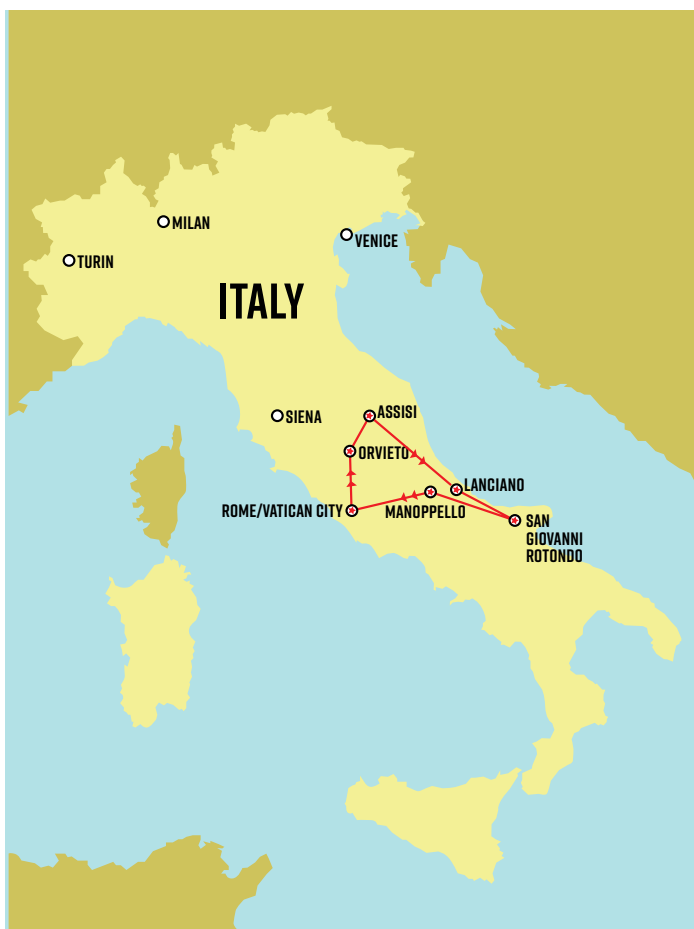 MILAN
VENICE
TURIN
ITALY
ASSISI
SIENA
ORVIETO
LANCIANO
ROME/VATICAN CITY
MANOPPELLO
SAN
GIOVANNI
ROTONDO